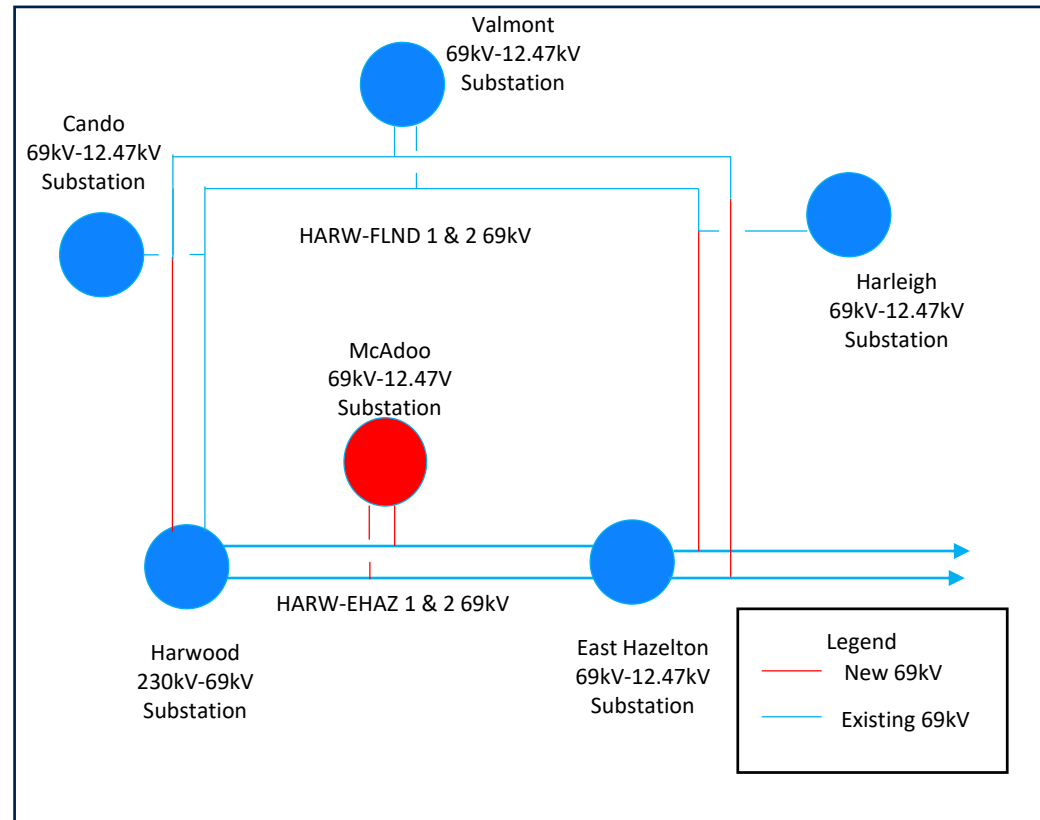 Valmont
69kV-12.47kV
Substation
Cando
69kV-12.47kV
Substation
HARW-FLND 1 & 2 69kV
Harleigh
69kV-12.47kV
Substation
McAdoo
69kV-12.47V
Substation
HARW-EHAZ 1 & 2 69kV
Harwood
230kV-69kV
Substation
East Hazelton
69kV-12.47kV
Substation
Legend
New 69kV
Existing 69kV